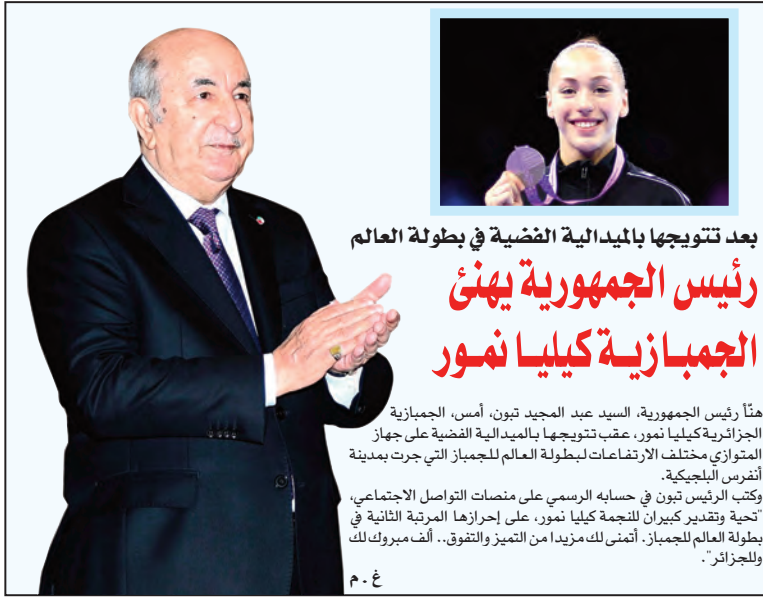 بعد تتويجها بالميدالية الفضية في بطولة العالم
رئيس الجمهورية يهنئ
الجمبازية كيليا نمور
هنّأ رئيس الجمهورية، السيد عبد المجيد تبون، أمس، الجمبازية
الجزائرية كيليا نمور، عقب تتويجها بالميدالية الفضية على جهاز
المتوازي مختلف الارتفاعات لبطولة العالم للجمباز التي جرت بمدينة
أنفرس البلجيكية.
وكتب الرئيس تبون في حسابه الرسمي على منصات التواصل الاجتماعي،
"تحية وتقدير كبيران للنجمة كيليا نمور، على إحرازها المرتبة الثانية في
بطولة العالم للجمباز. أتمنى لك مزيدا من التميز والتفوق.. ألف مبروك لك
وللجزائر".
غ . م